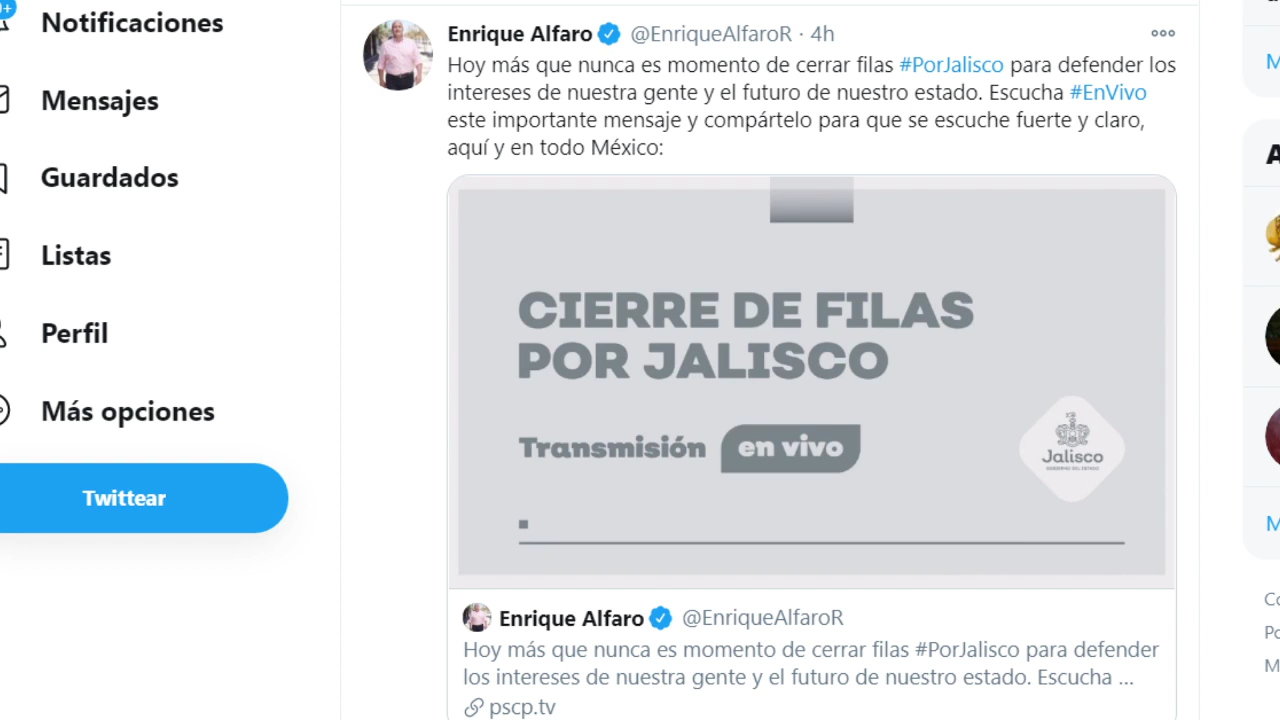 Notificaciones
Mensajes
Guardados
Listas
Perfil
Más opciones
Twittear
Enrique Alfaro @EnriqueAlfaroR · 4h
Hoy más que nunca es momento de cerrar filas #PorJalisco para defender los
intereses de nuestra gente y el futuro de nuestro estado. Escucha #EnVivo
este importante mensaje y compártelo para que se escuche fuerte y claro,
aquí y en todo México:
CIERRE DE FILAS
POR JALISCO
Transmisión en vivo
Jalisco
GOBIERNO DEL ESTADO
Enrique Alfaro @EnriqueAlfaroR
Hoy más que nunca es momento de cerrar filas #PorJalisco para defender
los intereses de nuestra gente y el futuro de nuestro estado. Escucha ...
pscp.tv